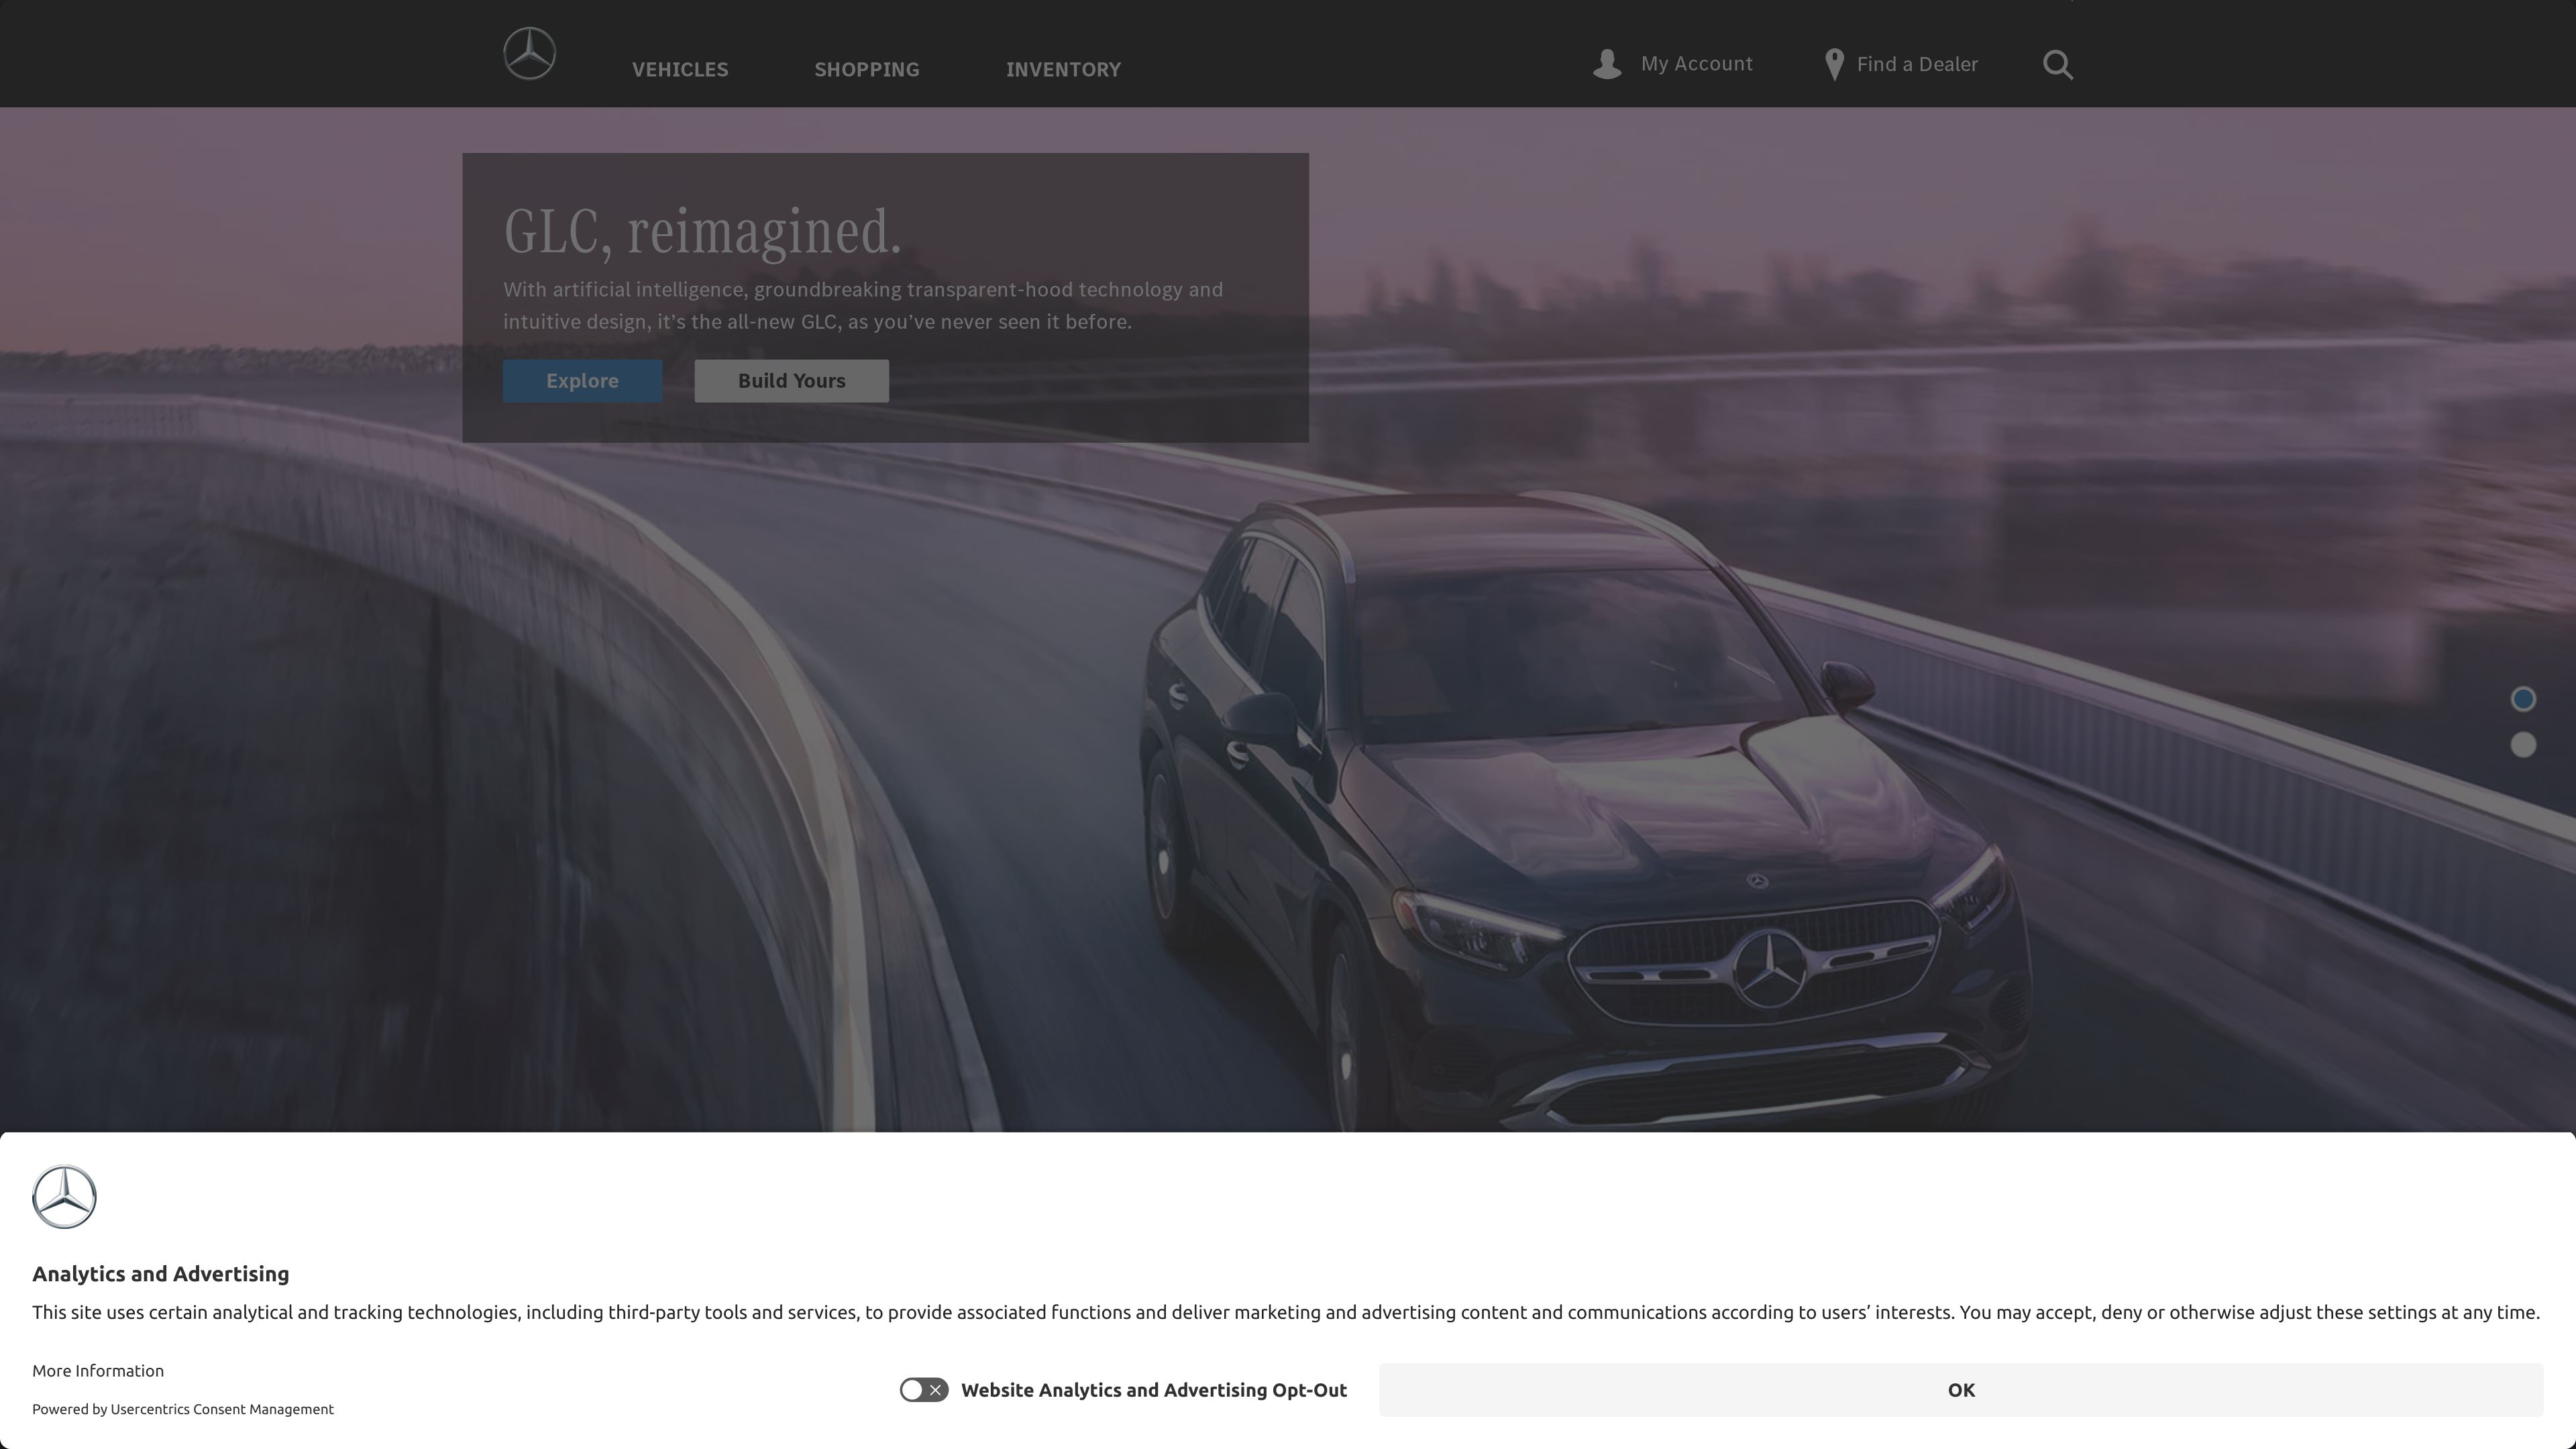 VEHICLES SHOPPING INVENTORY My Account Find a Dealer
GLC, reimagined.
With artificial intelligence, groundbreaking transparent-hood technology and
intuitive design, it’s the all-new GLC, as you’ve never seen it before.
Explore Build Yours
Analytics and Advertising
This site uses certain analytical and tracking technologies, including third-party tools and services, to provide associated functions and deliver marketing and advertising content and communications according to users’ interests. You may accept, deny or otherwise adjust these settings at any time.
More Information
Website Analytics and Advertising Opt-Out OK
Powered by Usercentrics Consent Management